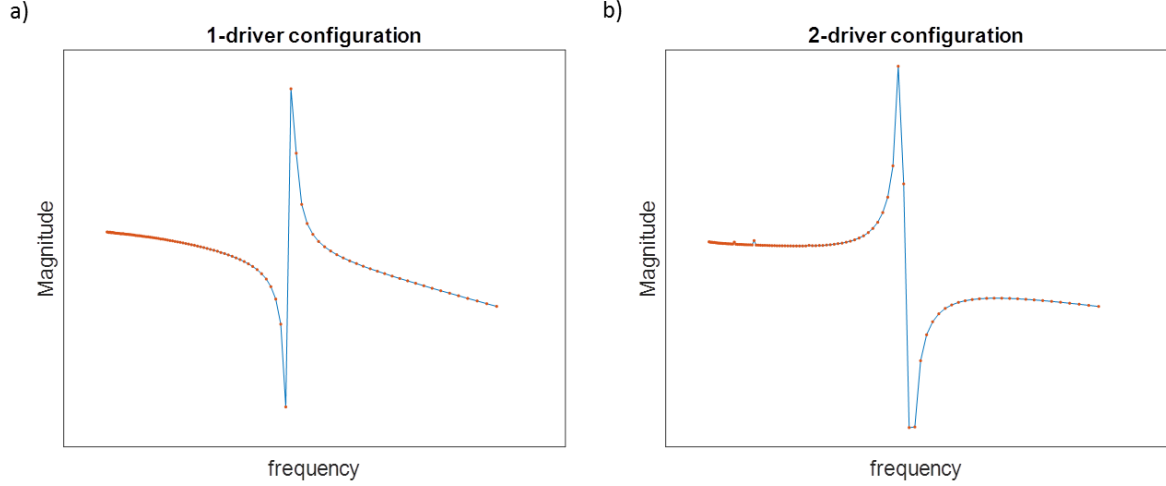 a)
1-driver configuration
Magnitude
frequency
b)
2-driver configuration
Magnitude
frequency